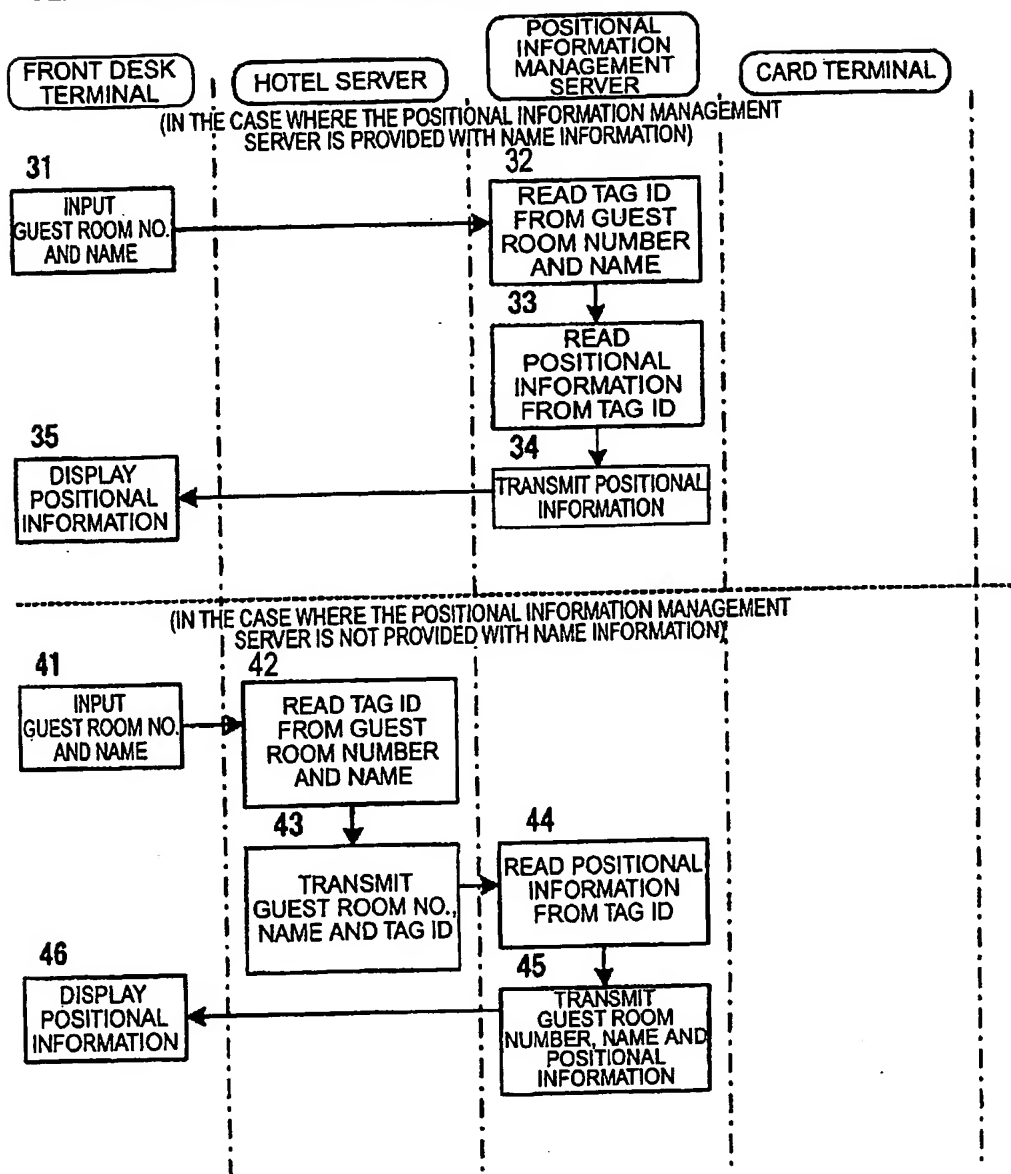 FRONT DESK
TERMINAL
HOTEL SERVER
POSITIONAL
INFORMATION
MANAGEMENT
SERVER
CARD TERMINAL
(IN THE CASE WHERE THE POSITIONAL INFORMATION MANAGEMENT
SERVER IS PROVIDED WITH NAME INFORMATION)
31
INPUT
GUEST ROOM NO.
AND NAME
32
READ TAG ID
FROM GUEST
ROOM NUMBER
AND NAME
33
READ
POSITIONAL
INFORMATION
FROM TAG ID
34
TRANSMIT POSITIONAL
INFORMATION
35
DISPLAY
POSITIONAL
INFORMATION
(IN THE CASE WHERE THE POSITIONAL INFORMATION MANAGEMENT
SERVER IS NOT PROVIDED WITH NAME INFORMATION)
41
INPUT
GUEST ROOM NO.
AND NAME
42
READ TAG ID
FROM GUEST
ROOM NUMBER
AND NAME
43
TRANSMIT
GUEST ROOM NO.,
NAME AND TAG ID
44
READ POSITIONAL
INFORMATION
FROM TAG ID
45
TRANSMIT
GUEST ROOM
NUMBER, NAME AND
POSITIONAL
INFORMATION
46
DISPLAY
POSITIONAL
INFORMATION